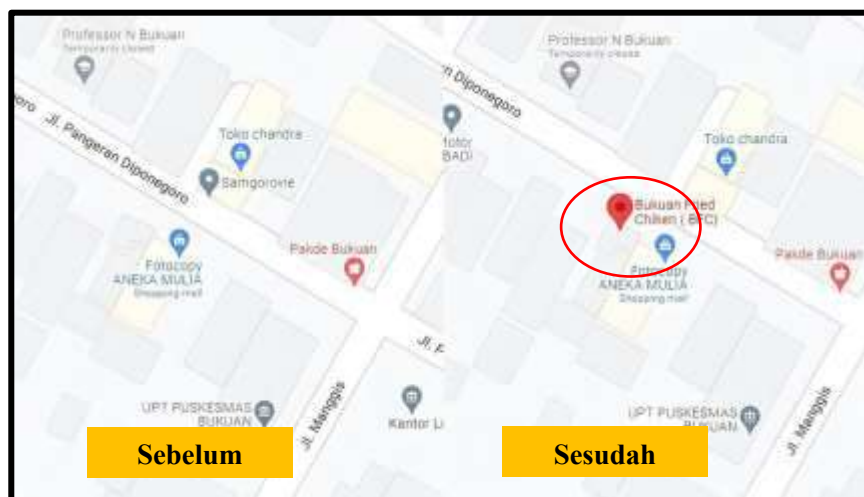 Professor N Bukuan
Temporarily closed
oro
Jl. Pangeran Diponegoro
Toko chandra
Samgorovie
Fotocopy
ANEKA MULIA
Shopping mall
Pakde Bukuan
UPT PUSKESMAS
BUKUAN
Jl. Manggis
Kantor
Sebelum
Professor N Bukuan
Temporarily closed
Diponegoro
Motor
BADI
Toko chandra
Bukuan Fried
Chiken ( BFC)
Fotocopy
ANEKA MULIA
Shopping mall
Pakde Bukuan
UPT PUSKESMAS
BUKUAN
Jl. Manggis
Sesudah